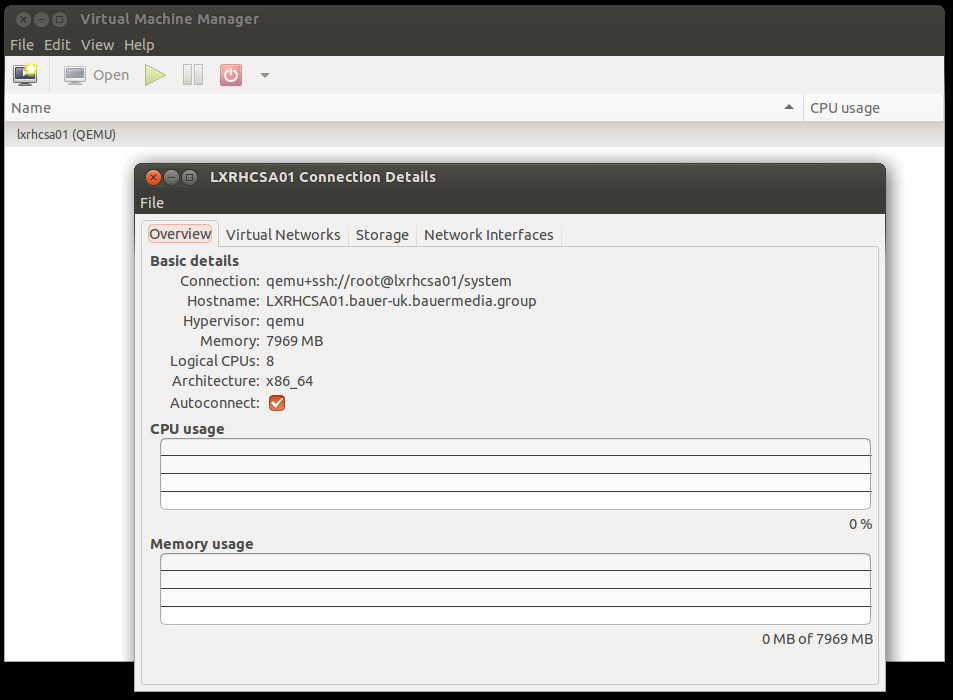 Virtual Machine Manager
File Edit View Help
Open
Name CPU usage
lxrhcsa01 (QEMU)
LXRHCSA01 Connection Details
File
Overview Virtual Networks Storage Network Interfaces
Basic details
Connection: qemu+ssh://root@lxrhcsa01/system
Hostname: LXRHCSA01.bauer-uk.bauermedia.group
Hypervisor: qemu
Memory: 7969 MB
Logical CPUs: 8
Architecture: x86_64
Autoconnect:
CPU usage
0 %
Memory usage
0 MB of 7969 MB